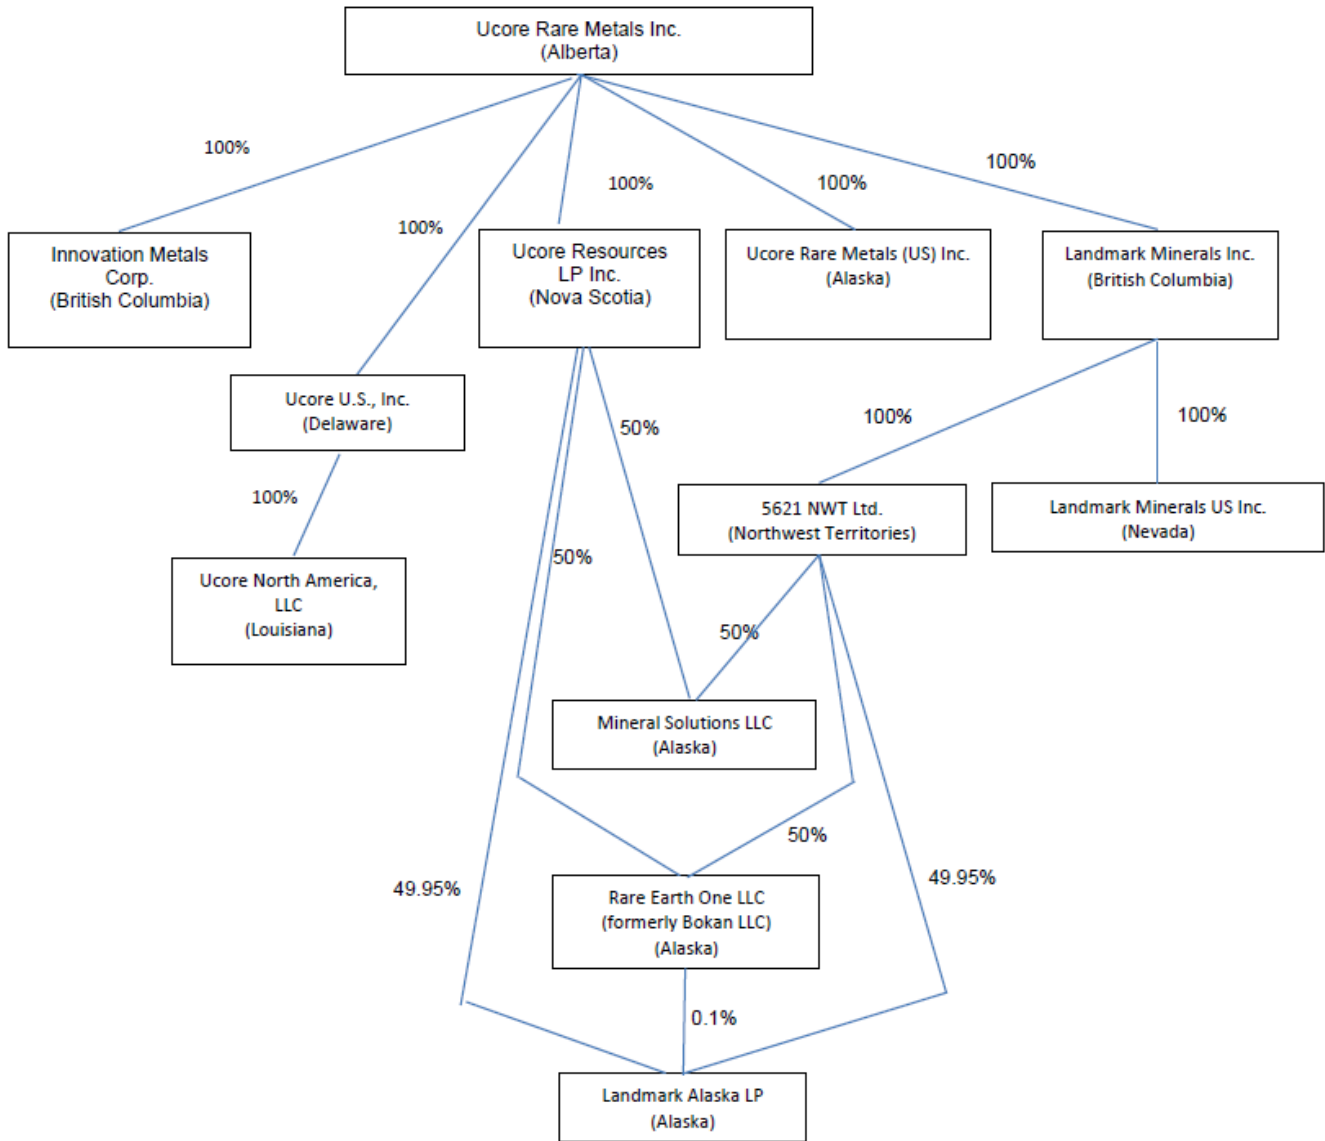 Ucore Rare Metals Inc.
(Alberta)
100%
100%
100%
100%
100%
Innovation Metals
Corp.
(British Columbia)
Ucore Resources
LP Inc.
(Nova Scotia)
Ucore Rare Metals (US) Inc.
(Alaska)
Landmark Minerals Inc.
(British Columbia)
Ucore U.S., Inc.
(Delaware)
50%
100%
100%
100%
5621 NWT Ltd.
(Northwest Territories)
Landmark Minerals US Inc.
(Nevada)
50%
Ucore North America,
LLC
(Louisiana)
50%
Mineral Solutions LLC
(Alaska)
50%
49.95%
49.95%
Rare Earth One LLC
(formerly Bokan LLC)
(Alaska)
0.1%
Landmark Alaska LP
(Alaska)